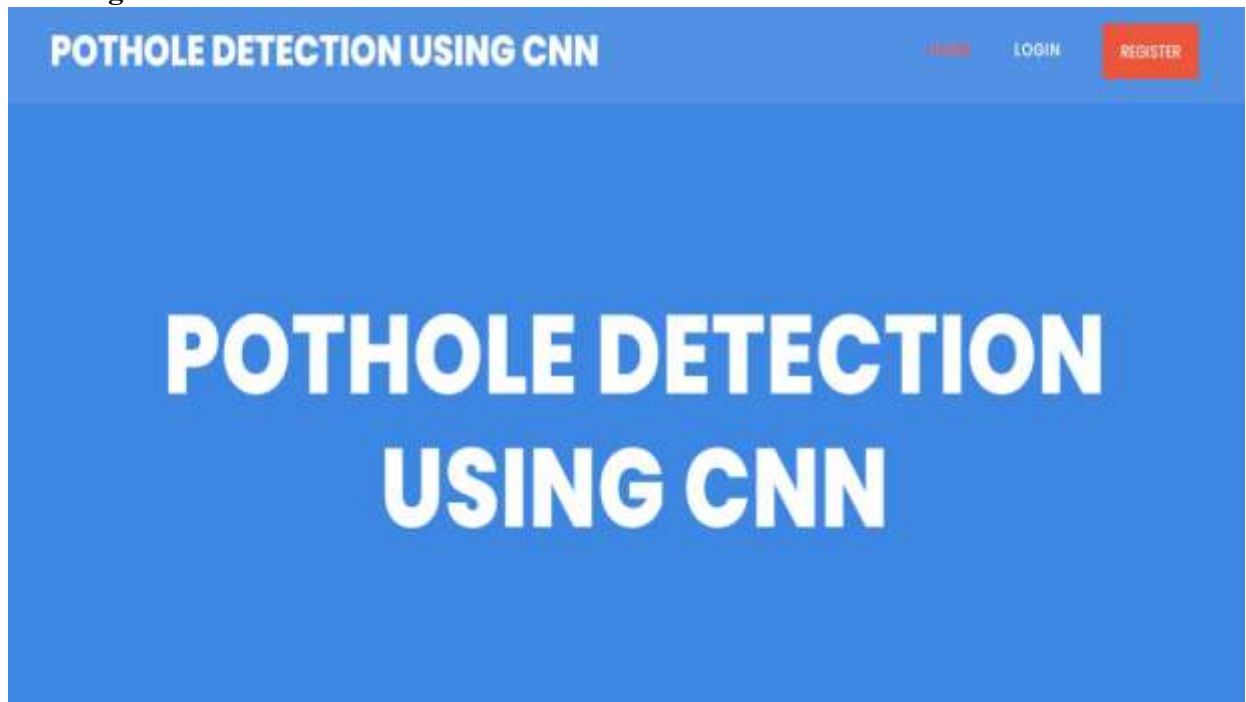 POTHOLE DETECTION USING CNN
LOGIN
REGISTER
POTHOLE DETECTION
USING CNN